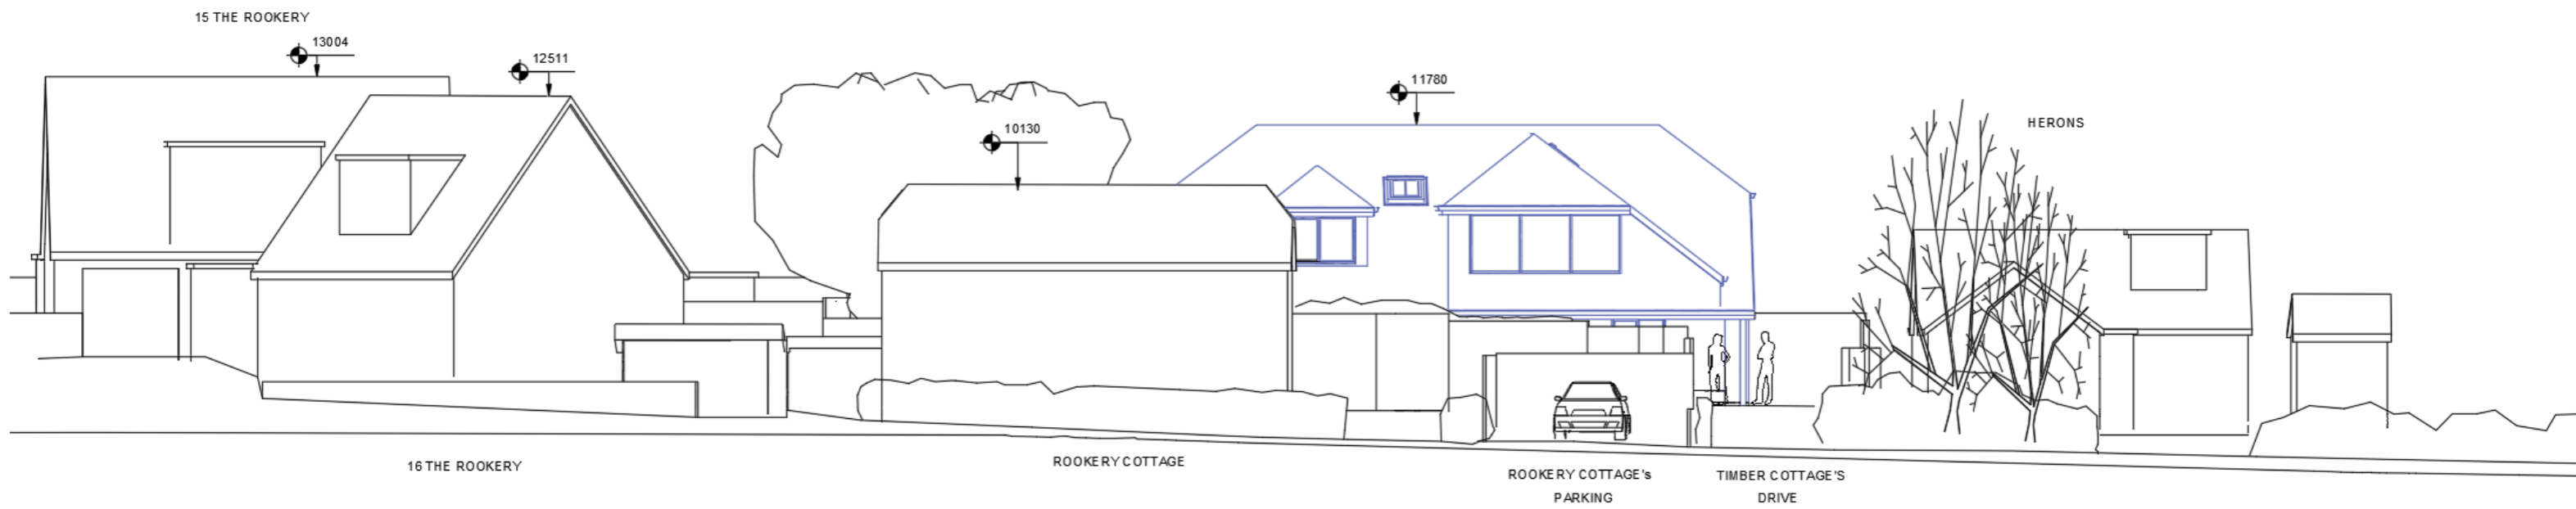 15 THE ROOKERY
13004
12511
11780
10130
HERONS
16 THE ROOKERY
ROOKERY COTTAGE
ROOKERY COTTAGE's
PARKING
TIMBER COTTAGE'S
DRIVE